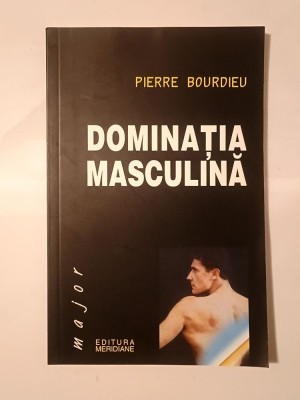 PIERRE BOURDIEU
DOMINAȚIA
MASCULINĂ
major
EDITURA
MERIDIANE